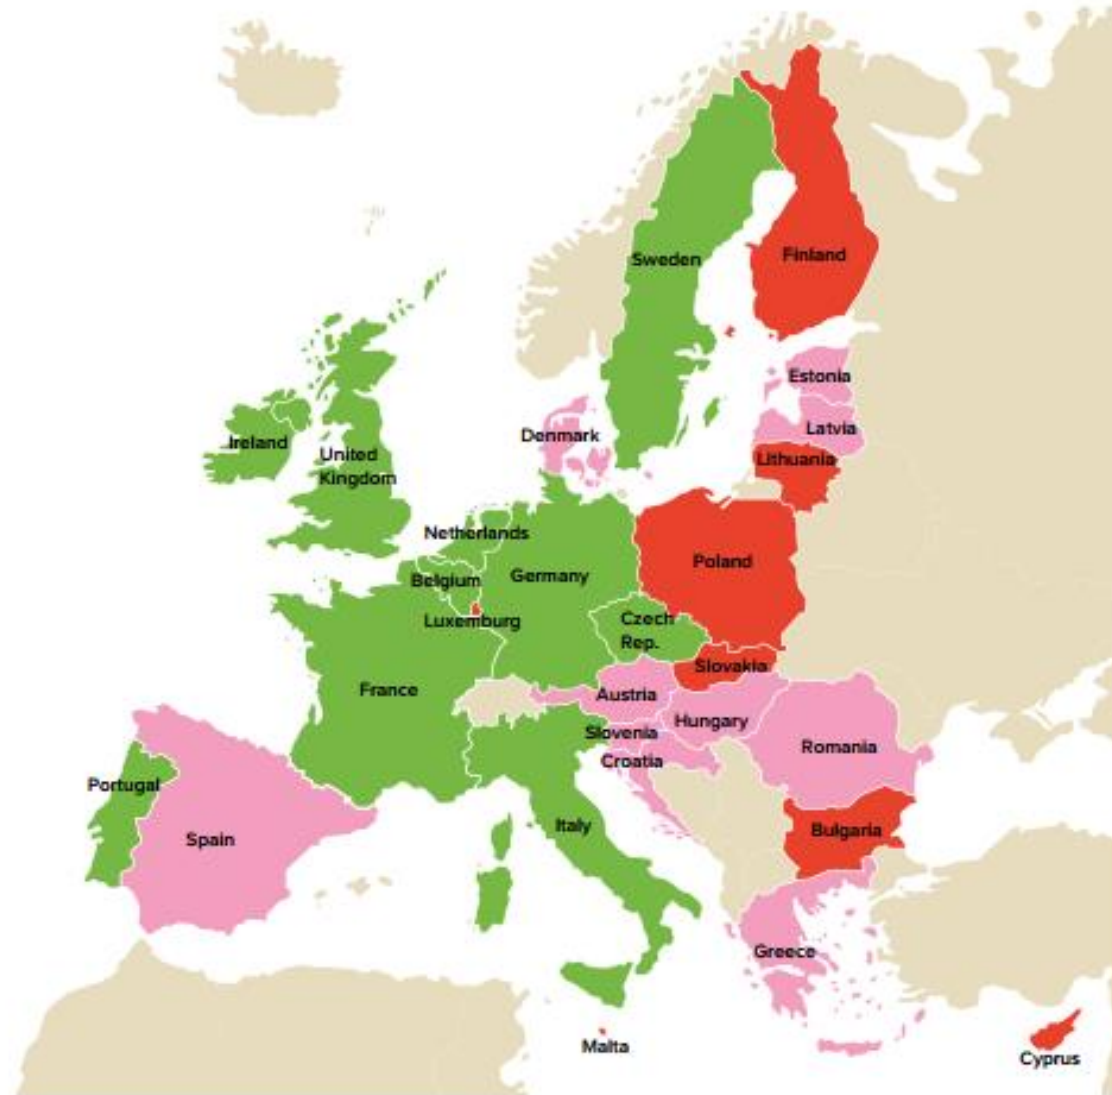 Sweden
Finland
Estonia
Denmark
Latvia
Ireland
United
Kingdom
Lithuania
Netherlands
Poland
Belgium
Germany
Luxemburg
Czech
Rep.
Slovakia
France
Austria
Hungary
Slovenia
Romania
Croatia
Portugal
Italy
Bulgaria
Spain
Greece
Malta
Cyprus